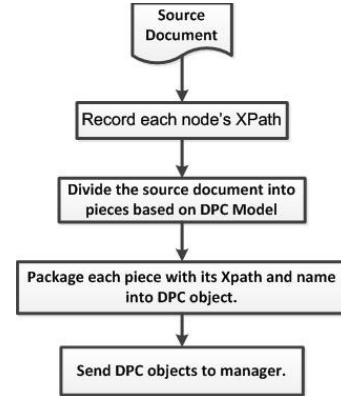 Source
Document
Record each node's XPath
Divide the source document into
pieces based on DPC Model
Package each piece with its Xpath and name
into DPC object.
Send DPC objects to manager.